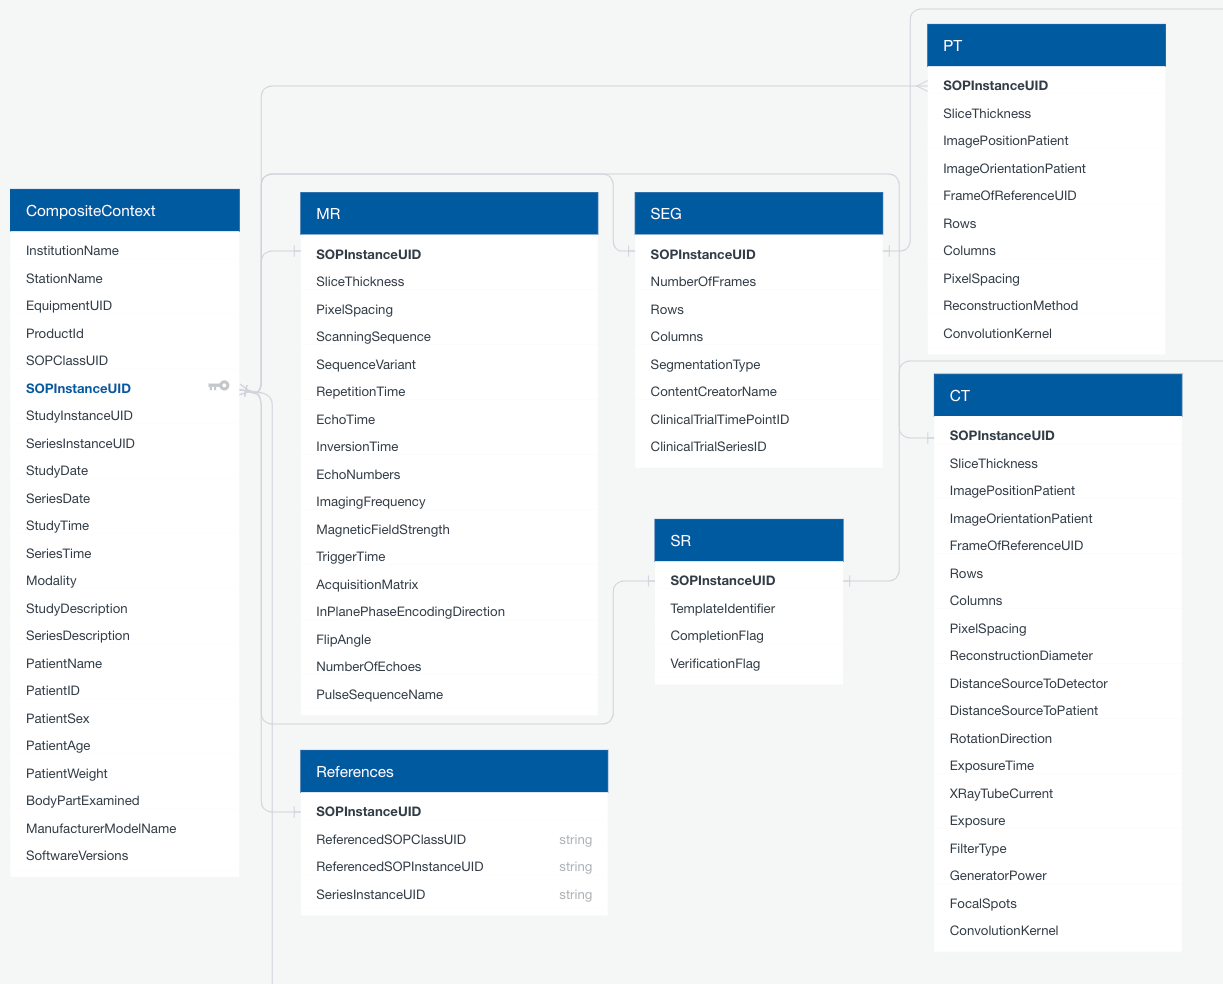 CompositeContext
InstitutionName
StationName
EquipmentUID
ProductId
SOPClassUID
SOPInstanceUID
StudyInstanceUID
SeriesInstanceUID
StudyDate
SeriesDate
StudyTime
SeriesTime
Modality
StudyDescription
SeriesDescription
PatientName
PatientID
PatientSex
PatientAge
PatientWeight
BodyPartExamined
ManufacturerModelName
SoftwareVersions
MR
SOPInstanceUID
SliceThickness
PixelSpacing
ScanningSequence
SequenceVariant
RepetitionTime
EchoTime
InversionTime
EchoNumbers
ImagingFrequency
MagneticFieldStrength
TriggerTime
AcquisitionMatrix
InPlanePhaseEncodingDirection
FlipAngle
NumberOfEchoes
PulseSequenceName
References
SOPInstanceUID
ReferencedSOPClassUID string
ReferencedSOPInstanceUID string
SeriesInstanceUID string
SEG
SOPInstanceUID
NumberOfFrames
Rows
Columns
SegmentationType
ContentCreatorName
ClinicalTrialTimePointID
ClinicalTrialSeriesID
SR
SOPInstanceUID
TemplateIdentifier
CompletionFlag
VerificationFlag
PT
SOPInstanceUID
SliceThickness
ImagePositionPatient
ImageOrientationPatient
FrameOfReferenceUID
Rows
Columns
PixelSpacing
ReconstructionMethod
ConvolutionKernel
CT
SOPInstanceUID
SliceThickness
ImagePositionPatient
ImageOrientationPatient
FrameOfReferenceUID
Rows
Columns
PixelSpacing
ReconstructionDiameter
DistanceSourceToDetector
DistanceSourceToPatient
RotationDirection
ExposureTime
XRayTubeCurrent
Exposure
FilterType
GeneratorPower
FocalSpots
ConvolutionKernel